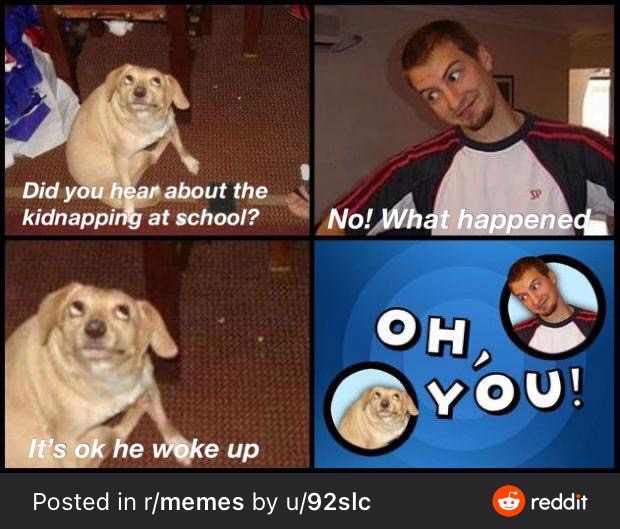 Did you hear about the
kidnapping at school?
No! What happened
It's ok he woke up
OH,
YOU!
Posted in r/memes by u/92slc
reddit